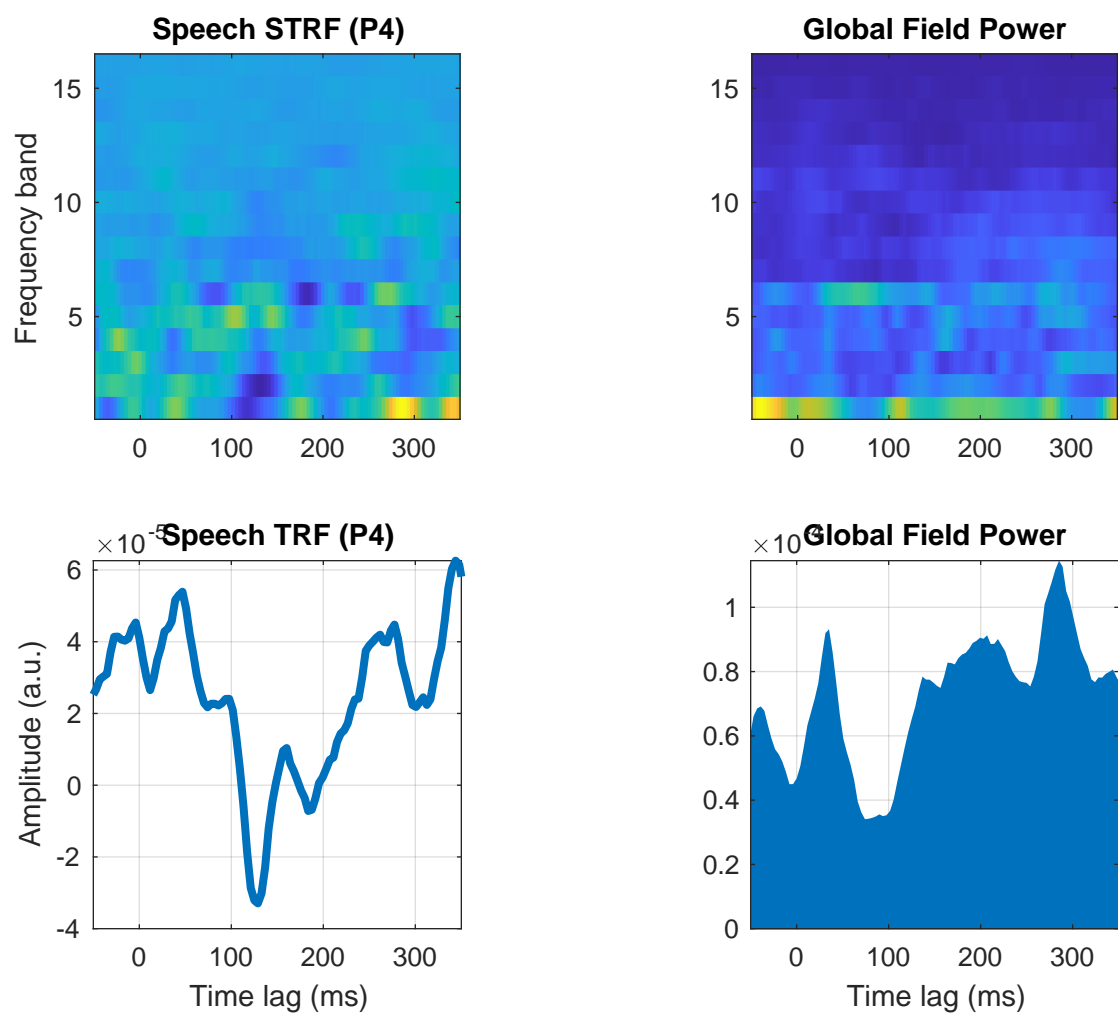 Speech STRF (P4)
Global Field Power
Frequency band
15
10
5
0 100 200 300
15
10
5
0 100 200 300
Speech TRF (P4)
×10-5
Amplitude (a.u.)
6
4
2
0
-2
-4
0 100 200 300
Time lag (ms)
Global Field Power
×10-4
1
0.8
0.6
0.4
0.2
0
0 100 200 300
Time lag (ms)